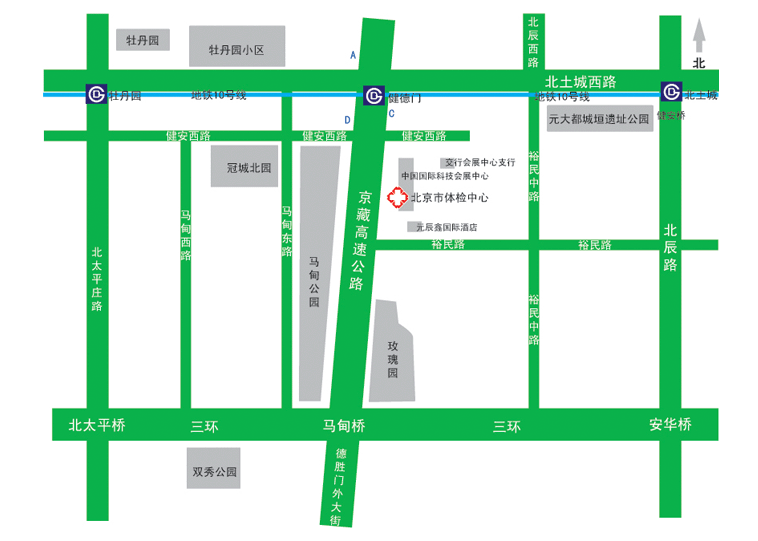 牡丹园
牡丹园小区
A
北辰西路
北
北土城西路
牡丹园
地铁10号线
健德门
地铁10号线
北土城
D
C
元大都城垣遗址公园
健安桥
健安西路
健安西路
健安西路
冠城北园
交行会展中心支行
中国国际科技会展中心
北京市体检中心
裕民中路
马甸西路
马甸东路
京藏高速公路
元辰鑫国际酒店
裕民路
裕民路
北辰路
北太平庄路
马甸公园
裕民中路
玫瑰园
北太平桥
三环
马甸桥
三环
安华桥
双秀公园
德胜门外大街